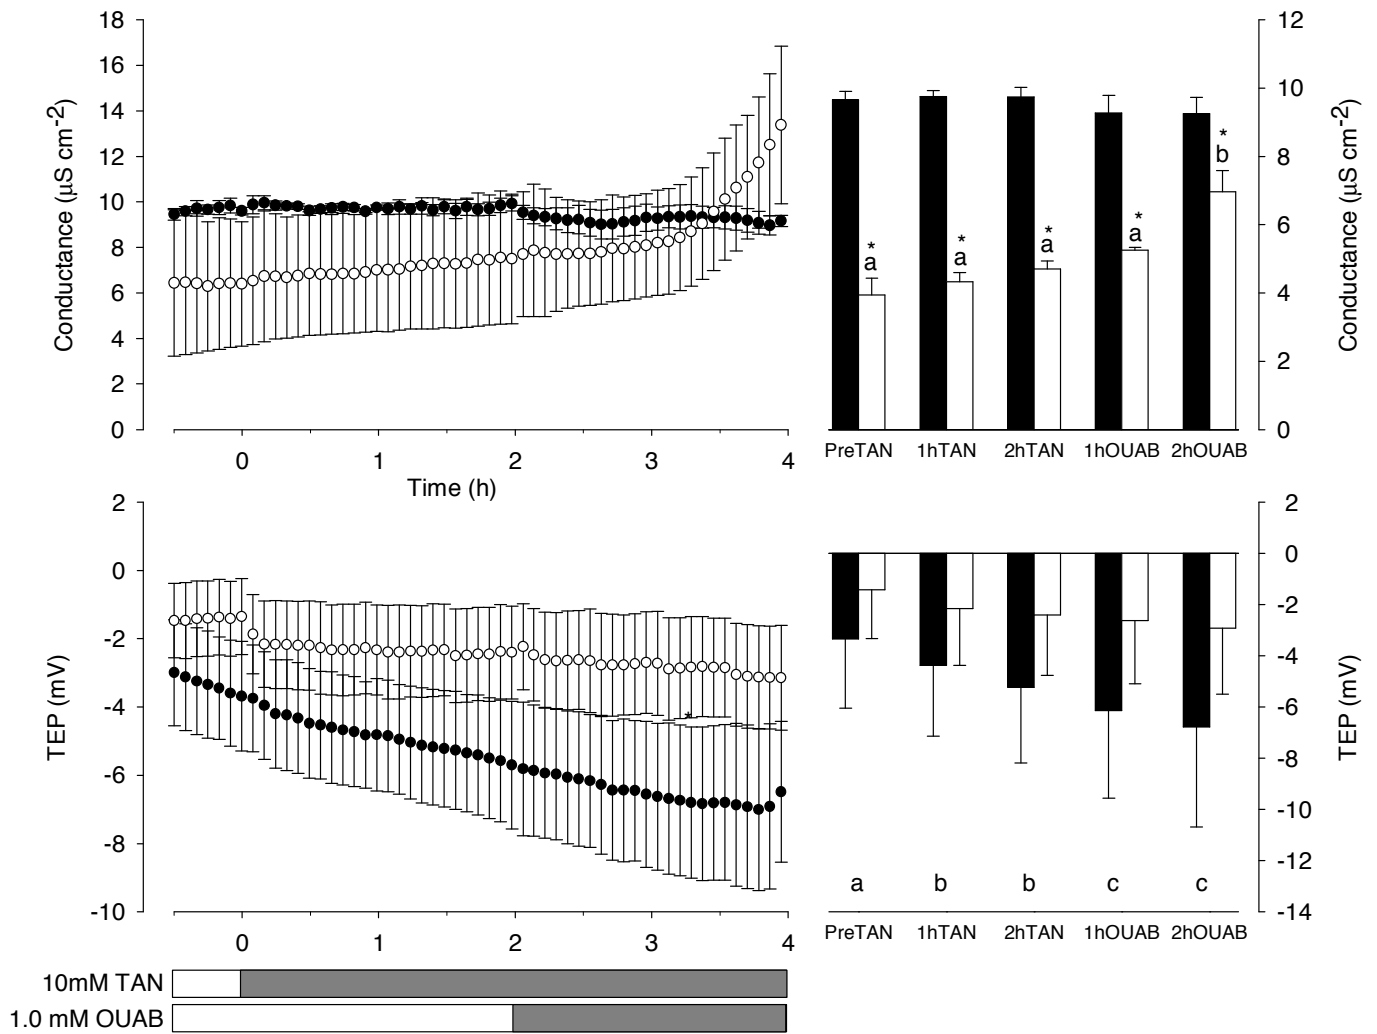 18
16
14
12
10
8
6
4
2
0
Conductance (µS cm-2)
0 1 2 3 4
Time (h)
12
10
8
6
4
2
0
Conductance (µS cm-2)
* a
* a
* a
* a
* b
PreTAN 1hTAN 2hTAN 1hOUAB 2hOUAB
2
0
-2
-4
-6
-8
-10
TEP (mV)
*
0 1 2 3 4
2
0
-2
-4
-6
-8
-10
-12
-14
TEP (mV)
a b b c c
PreTAN 1hTAN 2hTAN 1hOUAB 2hOUAB
10mM TAN
1.0 mM OUAB